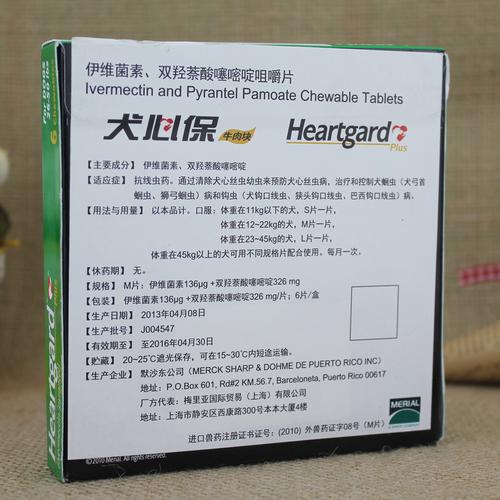 伊维菌素、双羟萘酸噻嘧啶咀嚼片
Ivermectin and Pyrantel Pamoate Chewable Tablets
犬心保 牛肉块 Heartgard Plus
【主要成分】 伊维菌素、双羟萘酸噻嘧啶
【适应症】 抗线虫药。通过清除犬心丝虫幼虫来预防犬心丝虫病，治疗和控制犬蛔虫（犬弓首
蛔虫、狮弓蛔虫）病和钩虫（犬钩口线虫、狭头钩口线虫、巴西钩口线虫）病。
【用法与用量】 以本品计。口服：体重在11kg以下的犬，S片一片，
体重在12~22kg的犬，M片一片，
体重在23~45kg的犬，L片一片，
体重在45kg以上的犬可用不同规格片配合使用。每月一次。
【休药期】 无。
【规格】 M片：伊维菌素136μg +双羟萘酸噻嘧啶326 mg
【包装】 伊维菌素136μg +双羟萘酸噻嘧啶326 mg/片；6片/盒
【生产日期】 2013年04月08日
【生产批号】 J004547
【有效期至】 至2016年04月30日
【贮藏】 20~25℃遮光保存，可在15~30℃内短途运输。
【生产企业】 默沙东公司（MERCK SHARP & DOHME DE PUERTO RICO INC）
地址：P.O.Box 601, Rd#2 KM.56.7, Barceloneta, Puerto Rico 00617
厂方代表：梅里亚国际贸易（上海）有限公司
地址：上海市静安区西康路300号本本大厦4楼
进口兽药注册证书证号：（2010）外兽药证字08号（M片）
MERIAL
©2010 Merial
Heartgard Plus
For dogs
26-50 lbs
6